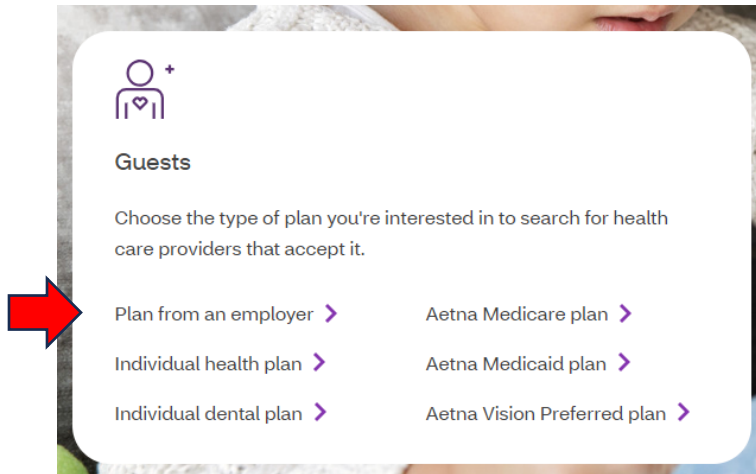 Guests
Choose the type of plan you're interested in to search for health
care providers that accept it.
Plan from an employer
Individual health plan
Individual dental plan
Aetna Medicare plan
Aetna Medicaid plan
Aetna Vision Preferred plan